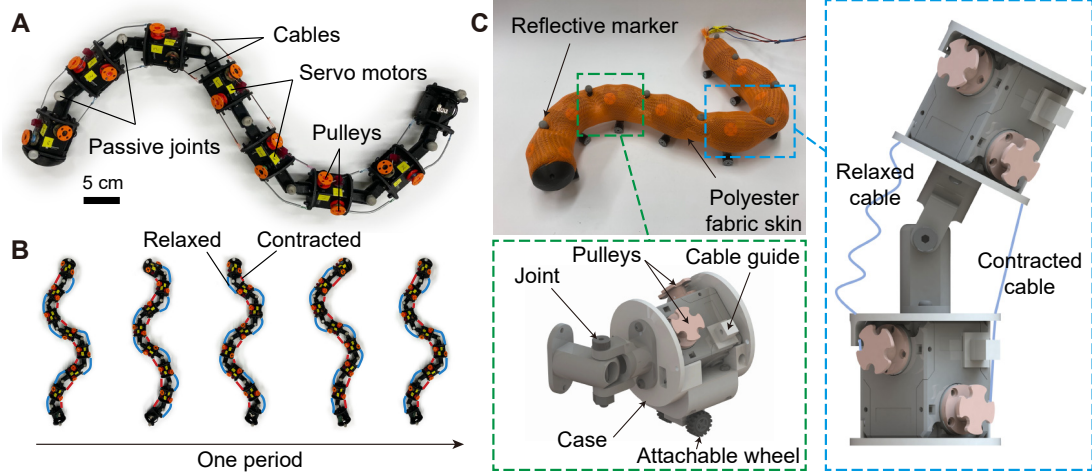 A
Cables
Servo motors
Passive joints
Pulleys
5 cm
B
Relaxed
Contracted
One period
C
Reflective marker
Polyester
fabric skin
Pulleys
Cable guide
Joint
Case
Attachable wheel
Relaxed
cable
Contracted
cable